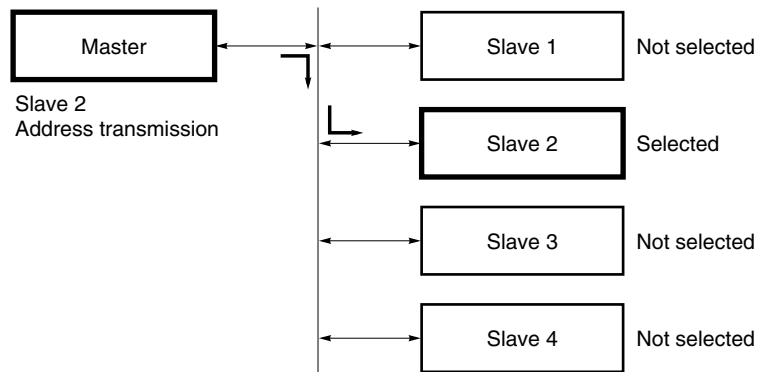 Master
Slave 2
Address transmission
Slave 1
Not selected
Slave 2
Selected
Slave 3
Not selected
Slave 4
Not selected